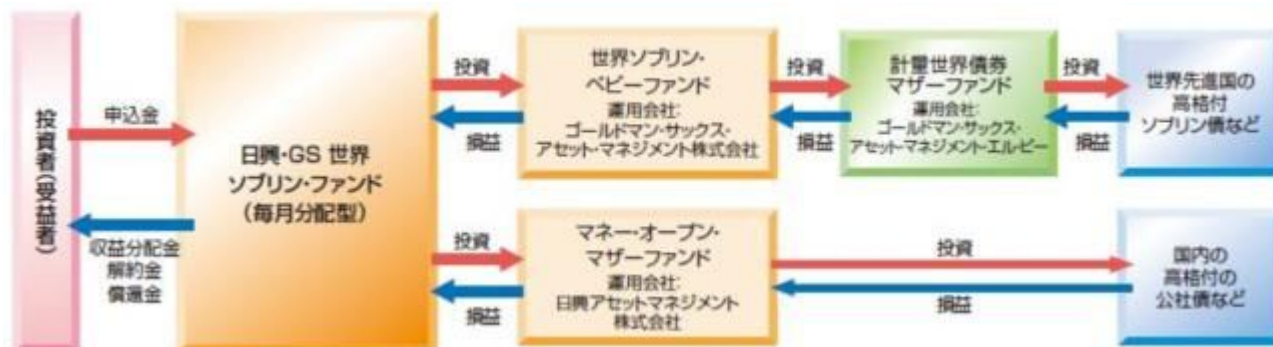 投資者(受益者)
申込金
収益分配金
解約金
償還金
日興・GS 世界
ソブリン・ファンド
(毎月分配型)
投資
損益
世界ソブリン・
ベビーファンド
運用会社:
ゴールドマン・サックス・
アセット・マネジメント株式会社
投資
損益
計量世界債券
マザーファンド
運用会社:
ゴールドマン・サックス・
アセット・マネジメント・エル・ピー
投資
損益
世界先進国の
高格付
ソブリン債など
投資
損益
マネー・オープン・
マザーファンド
運用会社:
日興アセットマネジメント
株式会社
投資
損益
国内の
高格付の
公社債など